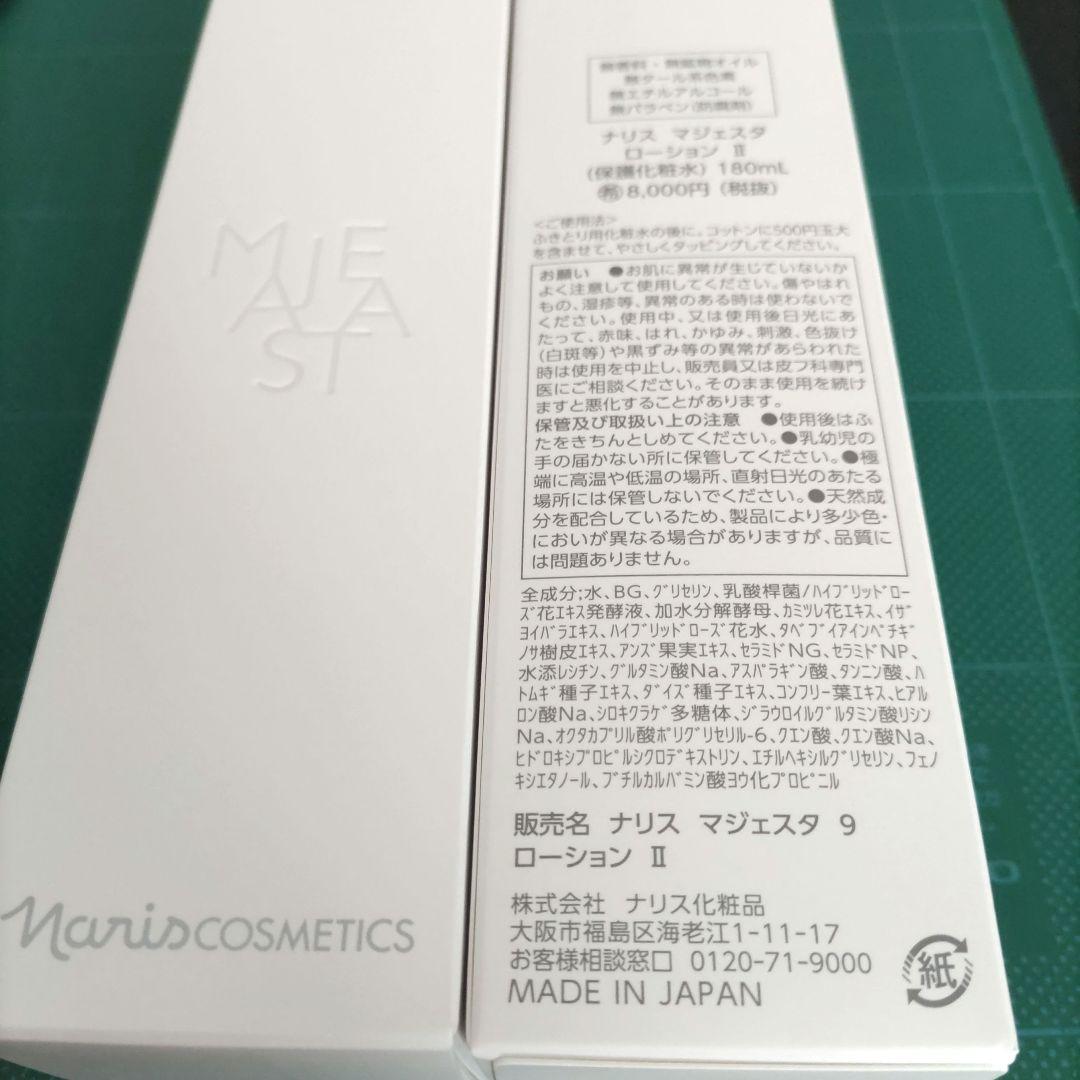 MAJE
STA
narisCOSMETICS
無香料・無鉱物オイル
無タール系色素
無エチルアルコール
無パラベン(防腐剤)
ナリス マジェスタ
ローション Ⅱ
(保護化粧水) 180mL
㋭8,000円 (税抜)
<ご使用法>
ふきとり用化粧水の後に。コットンに500円玉大
を含ませて、やさしくタッピングしてください。
お願い ●お肌に異常が生じていないか
よく注意して使用してください。傷やはれ
もの、湿疹等、異常のある時は使わないで
ください。使用中、又は使用後日光にあ
たって、赤味、はれ、かゆみ、刺激、色抜け
(白斑等)や黒ずみ等の異常があらわれた
時は使用を中止し、販売員又は皮フ科専門
医にご相談ください。そのまま使用を続け
ますと悪化することがあります。
保管及び取扱い上の注意 ●使用後はふ
たをきちんとしめてください。●乳幼児の
手の届かない所に保管してください。●極
端に高温や低温の場所、直射日光のあたる
場所には保管しないでください。●天然成
分を配合しているため、製品により多少色・
においが異なる場合がありますが、品質に
は問題ありません。
全成分;水、BG、グリセリン、乳酸桿菌/ハイブリッドロー
ズ花エキス発酵液、加水分解酵母、カミツレ花エキス、イザ
ヨイバラエキス、ハイブリッドローズ花水、タベブイアインペチギ
ノサ樹皮エキス、アンズ果実エキス、セラミドNG、セラミドNP、
水添レシチン、グルタミン酸Na、アスパラギン酸、タンニン酸、ハ
トムギ種子エキス、ダイズ種子エキス、コンフリー葉エキス、ヒアル
ロン酸Na、シロキクラゲ多糖体、ジラウロイルグルタミン酸リシン
Na、オクタカプリル酸ポリグリセリル-6、クエン酸、クエン酸Na、
ヒドロキシプロピルシクロデキストリン、エチルヘキシルグリセリン、フェノ
キシエタノール、ブチルカルバミン酸ヨウ化プロピニル
販売名 ナリス マジェスタ 9
ローション Ⅱ
株式会社 ナリス化粧品
大阪市福島区海老江1-11-17
お客様相談窓口 0120-71-9000
MADE IN JAPAN
紙